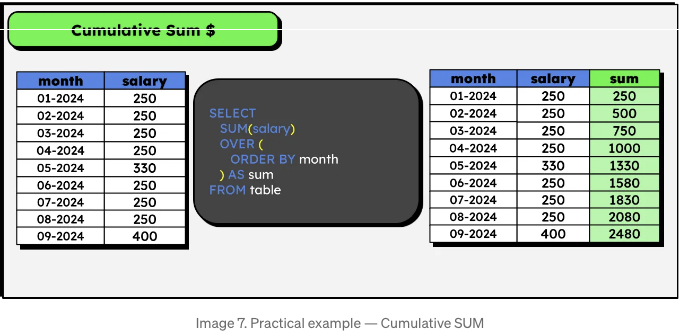 Cumulative Sum $
month salary
01-2024 250
02-2024 250
03-2024 250
04-2024 250
05-2024 330
06-2024 250
07-2024 250
08-2024 250
09-2024 400
SELECT
SUM(salary)
OVER (
ORDER BY month
) AS sum
FROM table
month salary sum
01-2024 250 250
02-2024 250 500
03-2024 250 750
04-2024 250 1000
05-2024 330 1330
06-2024 250 1580
07-2024 250 1830
08-2024 250 2080
09-2024 400 2480
Image 7. Practical example — Cumulative SUM